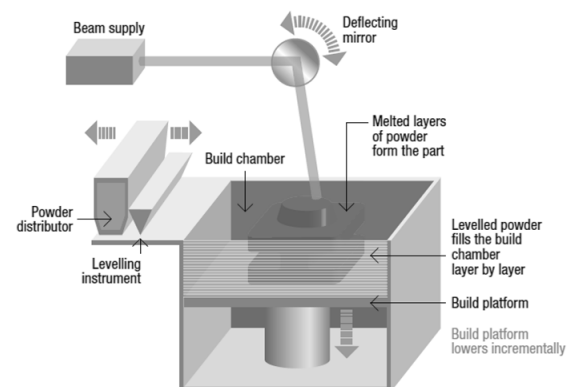 Beam supply
Deflecting
mirror
Melted layers
of powder
form the part
Build chamber
Powder
distributor
Levelling
instrument
Levelled powder
fills the build
chamber
layer by layer
Build platform
Build platform
lowers incrementally